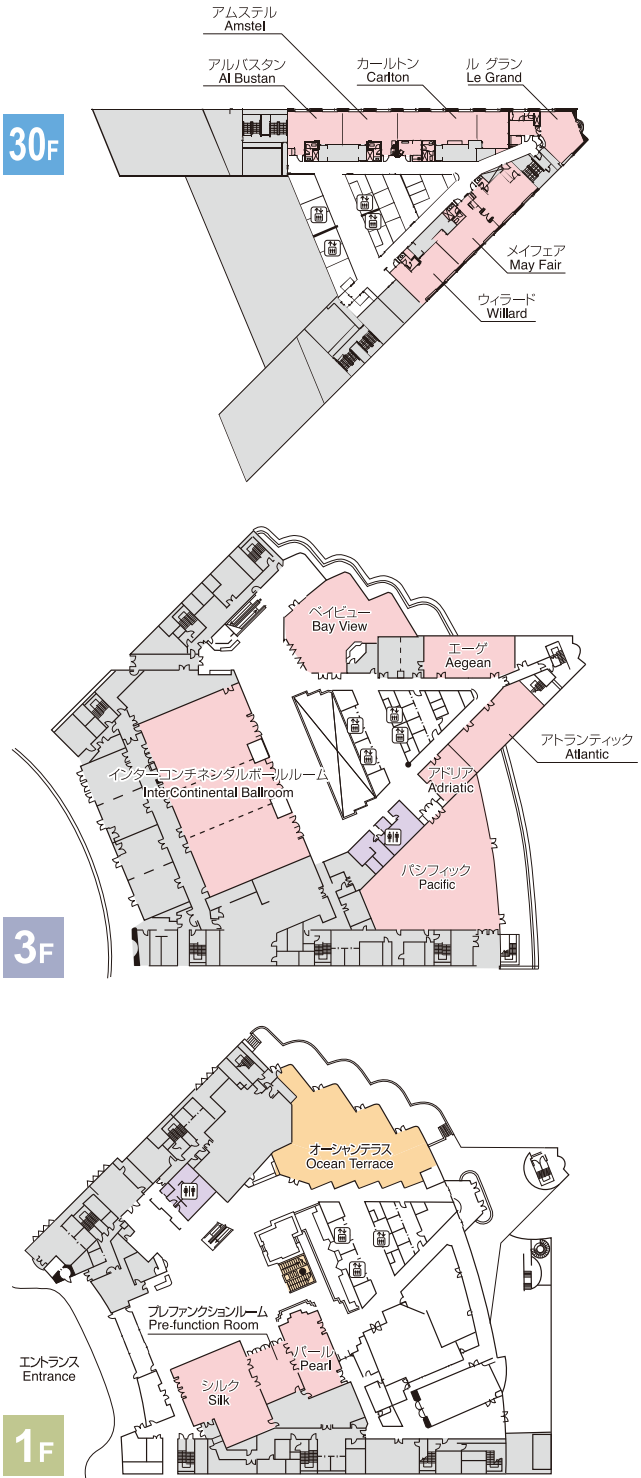 アムステル
Amstel
アルバスタン
Al Bustan
カールトン
Carlton
ル グラン
Le Grand
30F
メイフェア
May Fair
ウィラード
Willard
ベイビュー
Bay View
エーゲ
Aegean
アトランティック
Atlantic
インターコンチネンタルボールルーム
InterContinental Ballroom
アドリア
Adriatic
パシフィック
Pacific
3F
オーシャンテラス
Ocean Terrace
プレファンクションルーム
Pre-function Room
パール
Pearl
エントランス
Entrance
シルク
Silk
1F